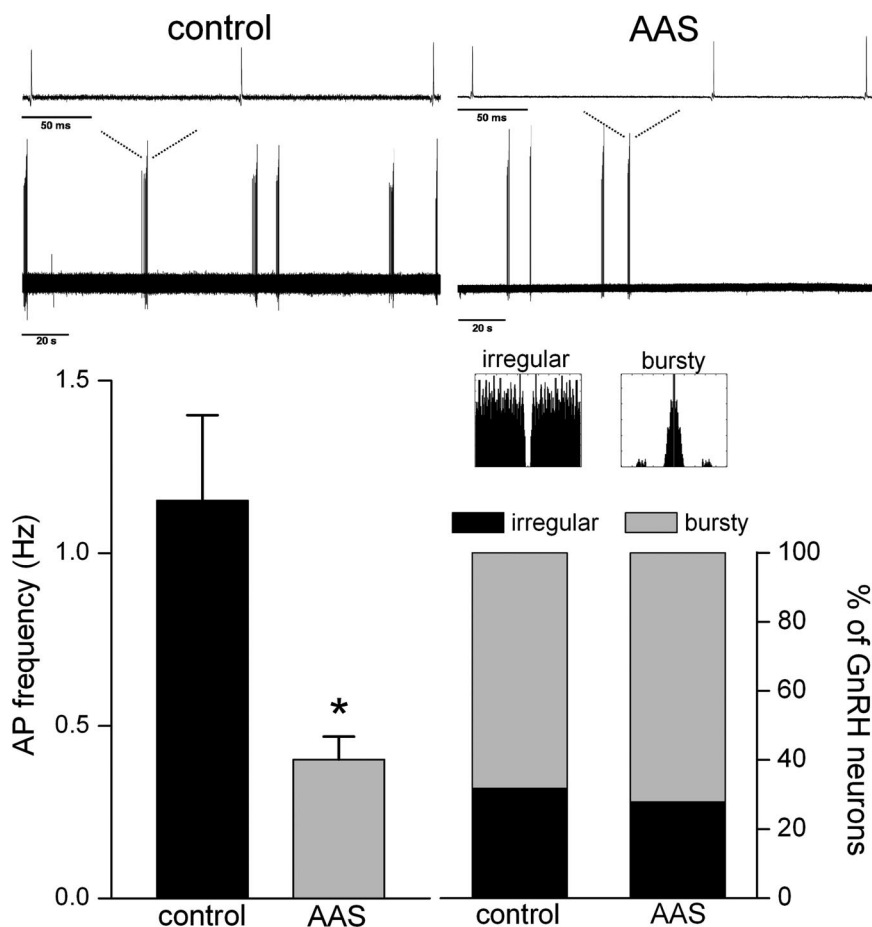 control AAS
50 ms 50 ms
20 s 20 s
irregular bursty
1.5
1.0
0.5
0.0
AP frequency (Hz)
*
control AAS
irregular bursty
100
80
60
40
20
0
% of GnRH neurons
control AAS